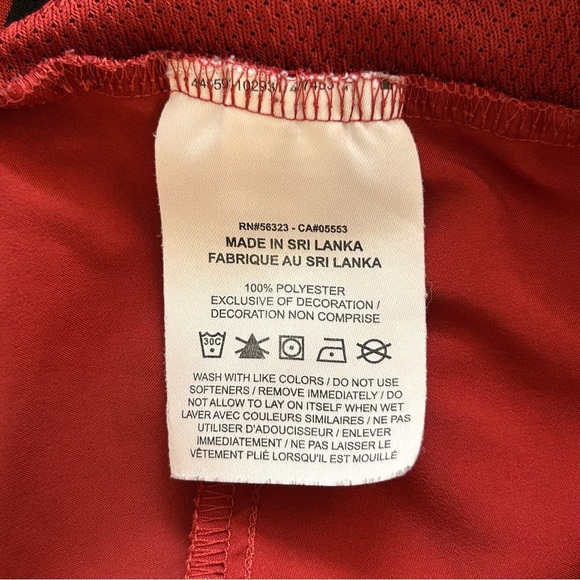 RN#56323 - CA#05553
MADE IN SRI LANKA
FABRIQUE AU SRI LANKA
100% POLYESTER
EXCLUSIVE OF DECORATION /
DECORATION NON COMPRISE
30C
WASH WITH LIKE COLORS / DO NOT USE
SOFTENERS / REMOVE IMMEDIATELY / DO
NOT ALLOW TO LAY ON ITSELF WHEN WET
LAVER AVEC COULEURS SIMILAIRES / NE PAS
UTILISER D'ADOUCISSEUR / ENLEVER
IMMEDIATEMENT / NE PAS LAISSER LE
VÊTEMENT PLIÉ LORSQU'IL EST MOUILLÉ